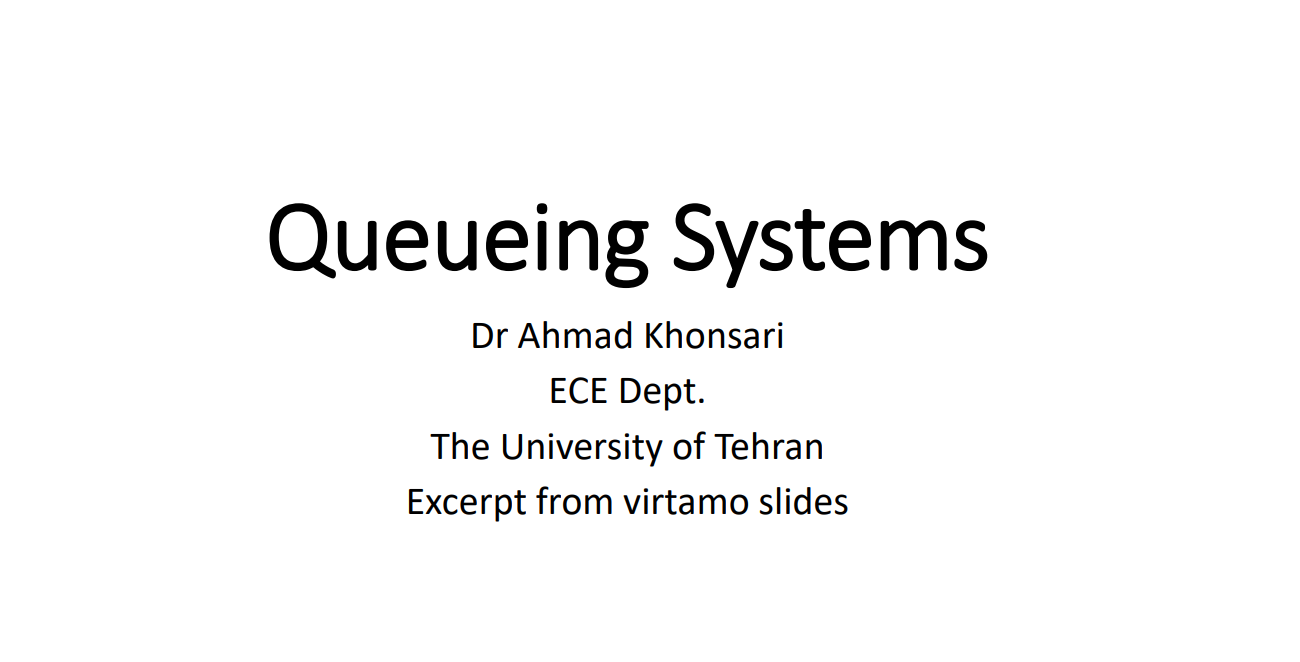 Queueing Systems
Dr Ahmad Khonsari
ECE Dept.
The University of Tehran
Excerpt from virtamo slides